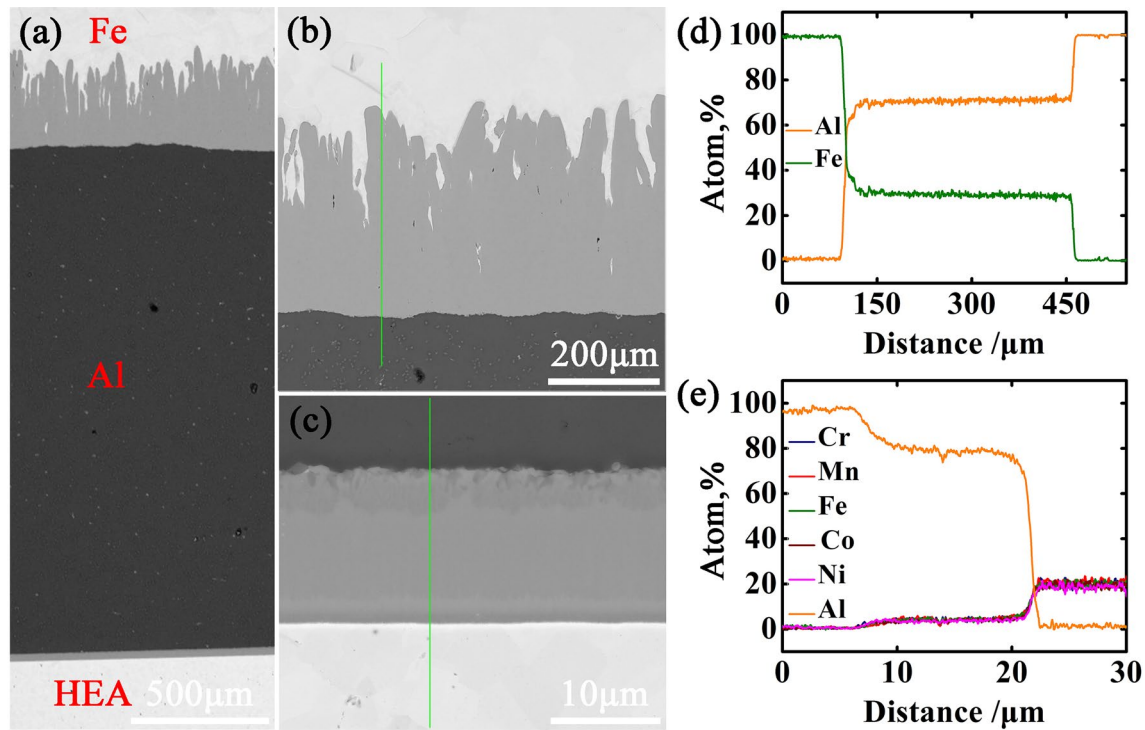 (a)
Fe
Al
HEA
500μm
(b)
200μm
(c)
10μm
(d)
Atom,%
100
80
60
40
20
0
Al
Fe
0 150 300 450
Distance /μm
(e)
Atom,%
100
80
60
40
20
0
Cr
Mn
Fe
Co
Ni
Al
0 10 20 30
Distance /μm